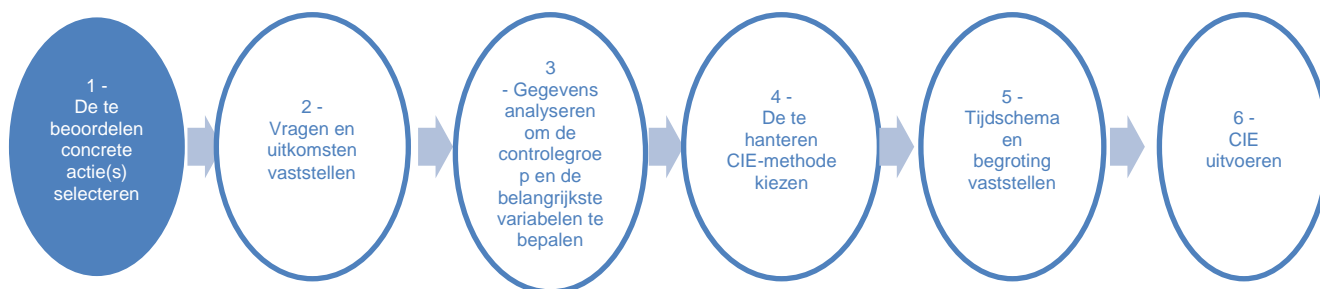 1 -
De te
beoordelen
concrete
actie(s)
selecteren
2 -
Vragen en
uitkomsten
vaststellen
3
- Gegevens
analyseren
om de
controlegroe
p en de
belangrijkste
variabelen te
bepalen
4 -
De te
hanteren
CIE-methode
kiezen
5 -
Tijdschema
en
begroting
vaststellen
6 -
CIE
uitvoeren